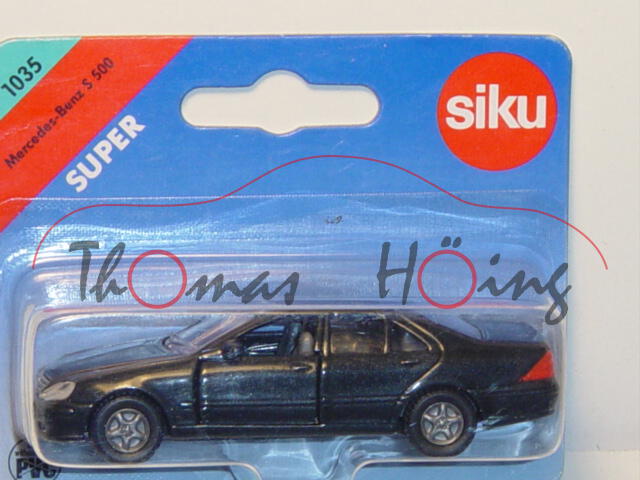 1035
Mercedes-Benz S 500
SUPER
siku
Thomas Höing